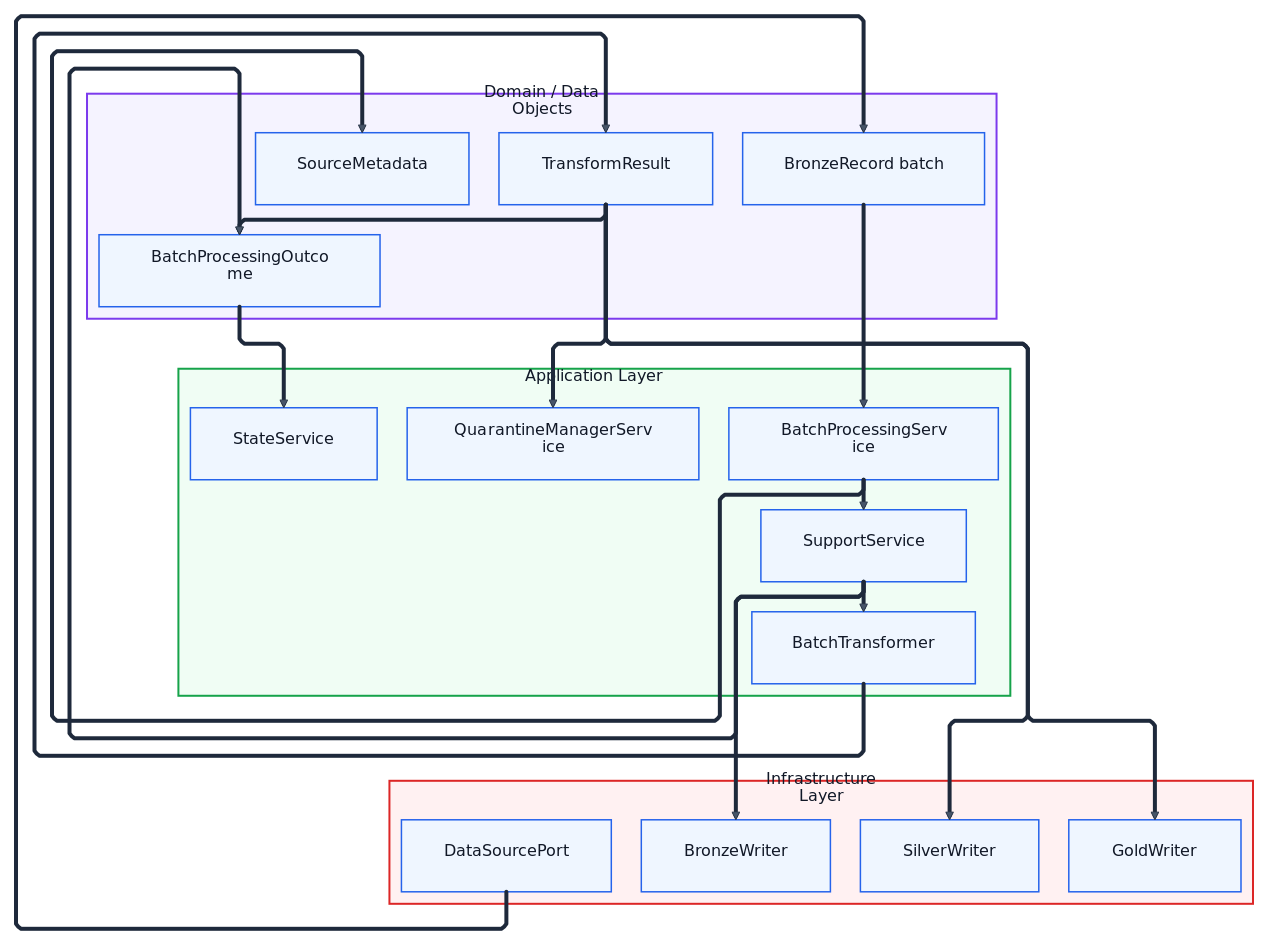 Domain / Data
Objects
SourceMetadata
TransformResult
BronzeRecord batch
BatchProcessingOutco
me
Application Layer
StateService
QuarantineManagerServ
ice
BatchProcessingServ
ice
SupportService
BatchTransformer
Infrastructure
Layer
DataSourcePort
BronzeWriter
SilverWriter
GoldWriter